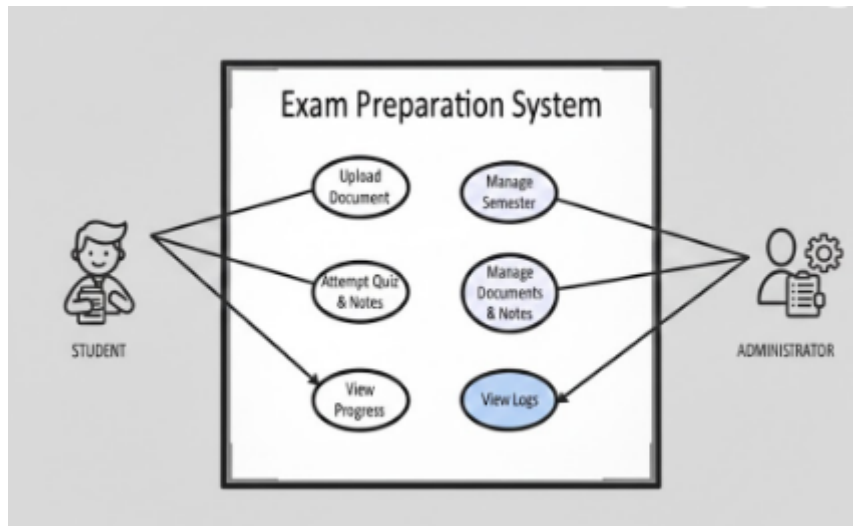 Exam Preparation System
Upload
Document
Manage
Semester
Attempt Quiz
& Notes
Manage
Documents
& Notes
View
Progress
View Logs
STUDENT
ADMINISTRATOR